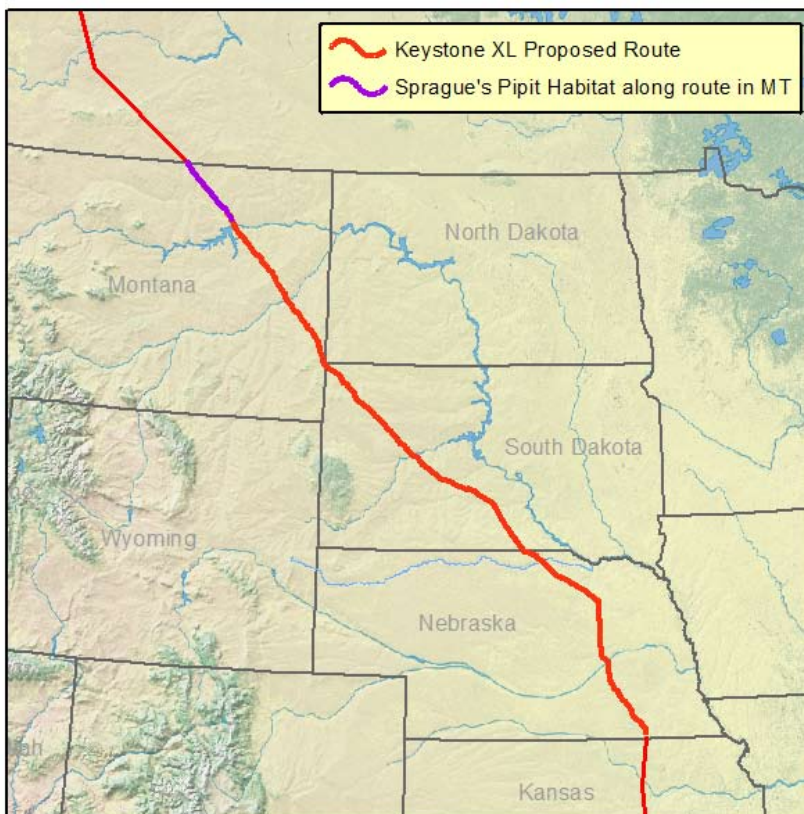 Keystone XL Proposed Route
Sprague's Pipit Habitat along route in MT
North Dakota
Montana
South Dakota
Wyoming
Nebraska
Kansas